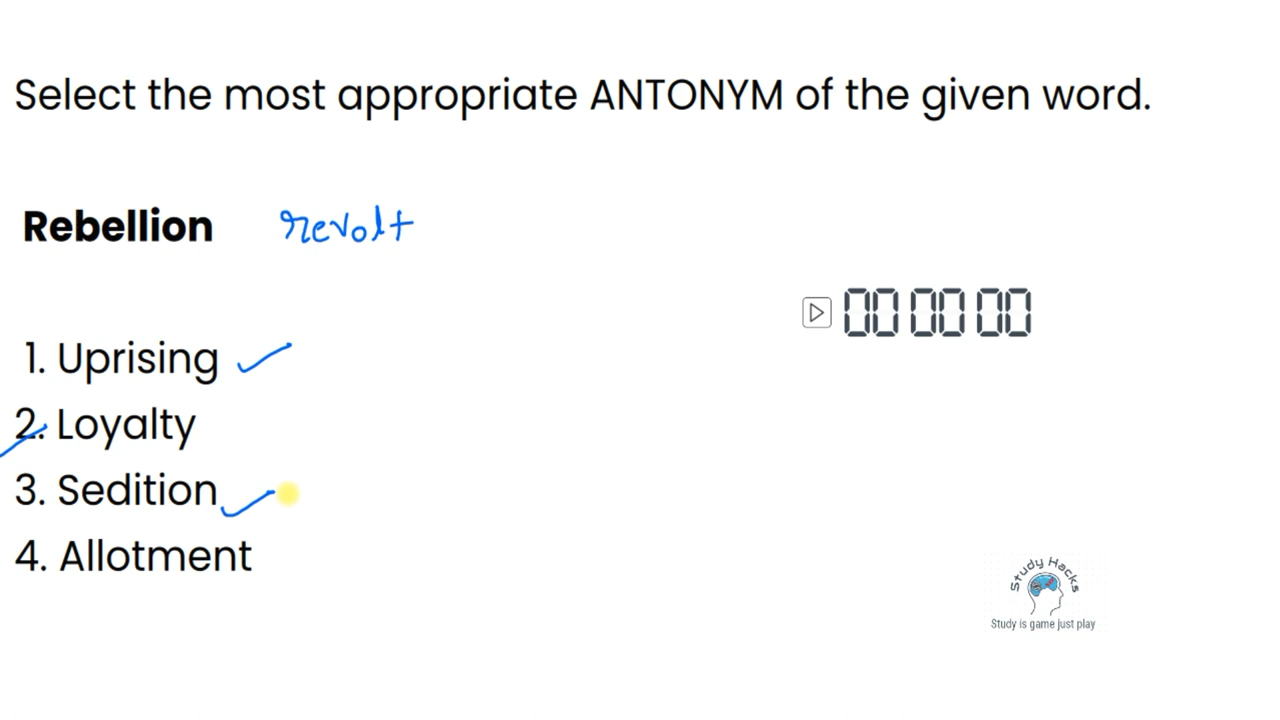 Select the most appropriate ANTONYM of the given word.
Rebellion revolt
00 00 00
1. Uprising
2. Loyalty
3. Sedition
4. Allotment
Study Hacks
Study is game just play